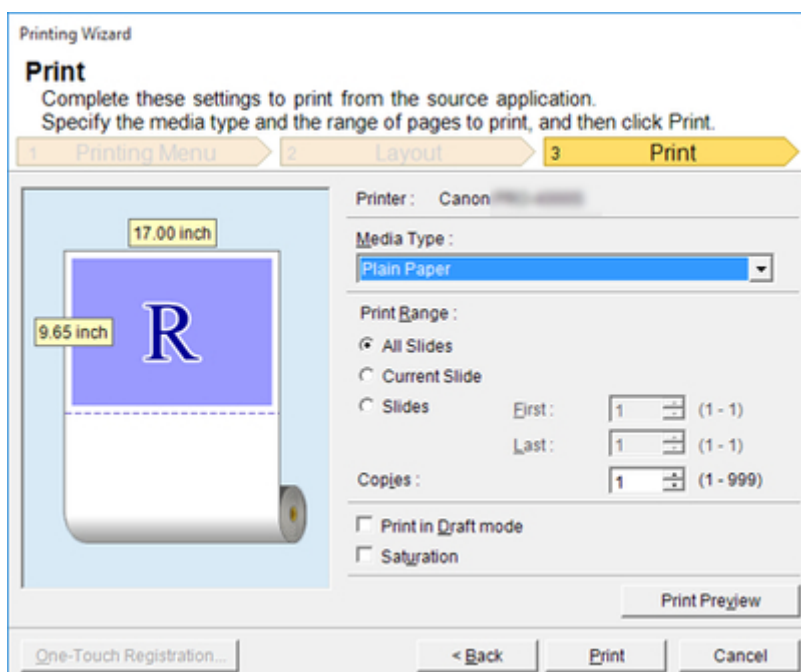 Printing Wizard
Print
Complete these settings to print from the source application.
Specify the media type and the range of pages to print, and then click Print.
1 Printing Menu 2 Layout 3 Print
Printer : Canon
17.00 inch
9.65 inch
R
Media Type :
Plain Paper
Print Range :
All Slides
Current Slide
Slides First : 1 (1 - 1)
Last : 1 (1 - 1)
Copies : 1 (1 - 999)
Print in Draft mode
Saturation
Print Preview
One-Touch Registration... < Back Print Cancel